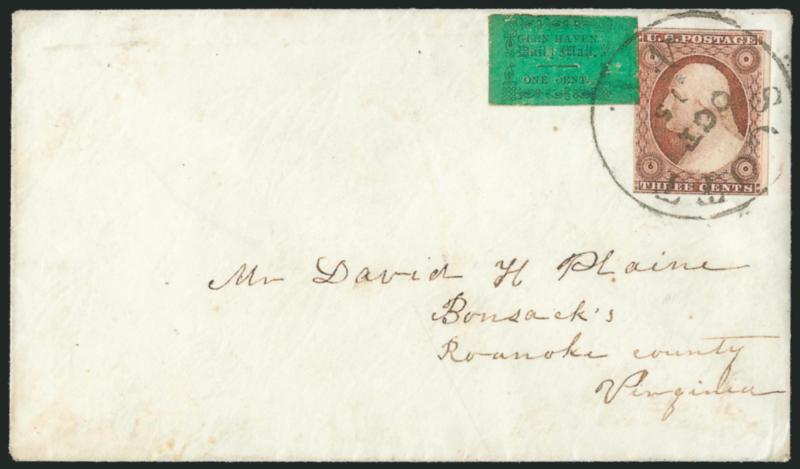 GLEN HAVEN
Daily Mail.
ONE CENT.
U.S. POSTAGE
THREE CENTS
OCT
Mr David H Plaine
Bonsack's
Roanoke county
Virginia